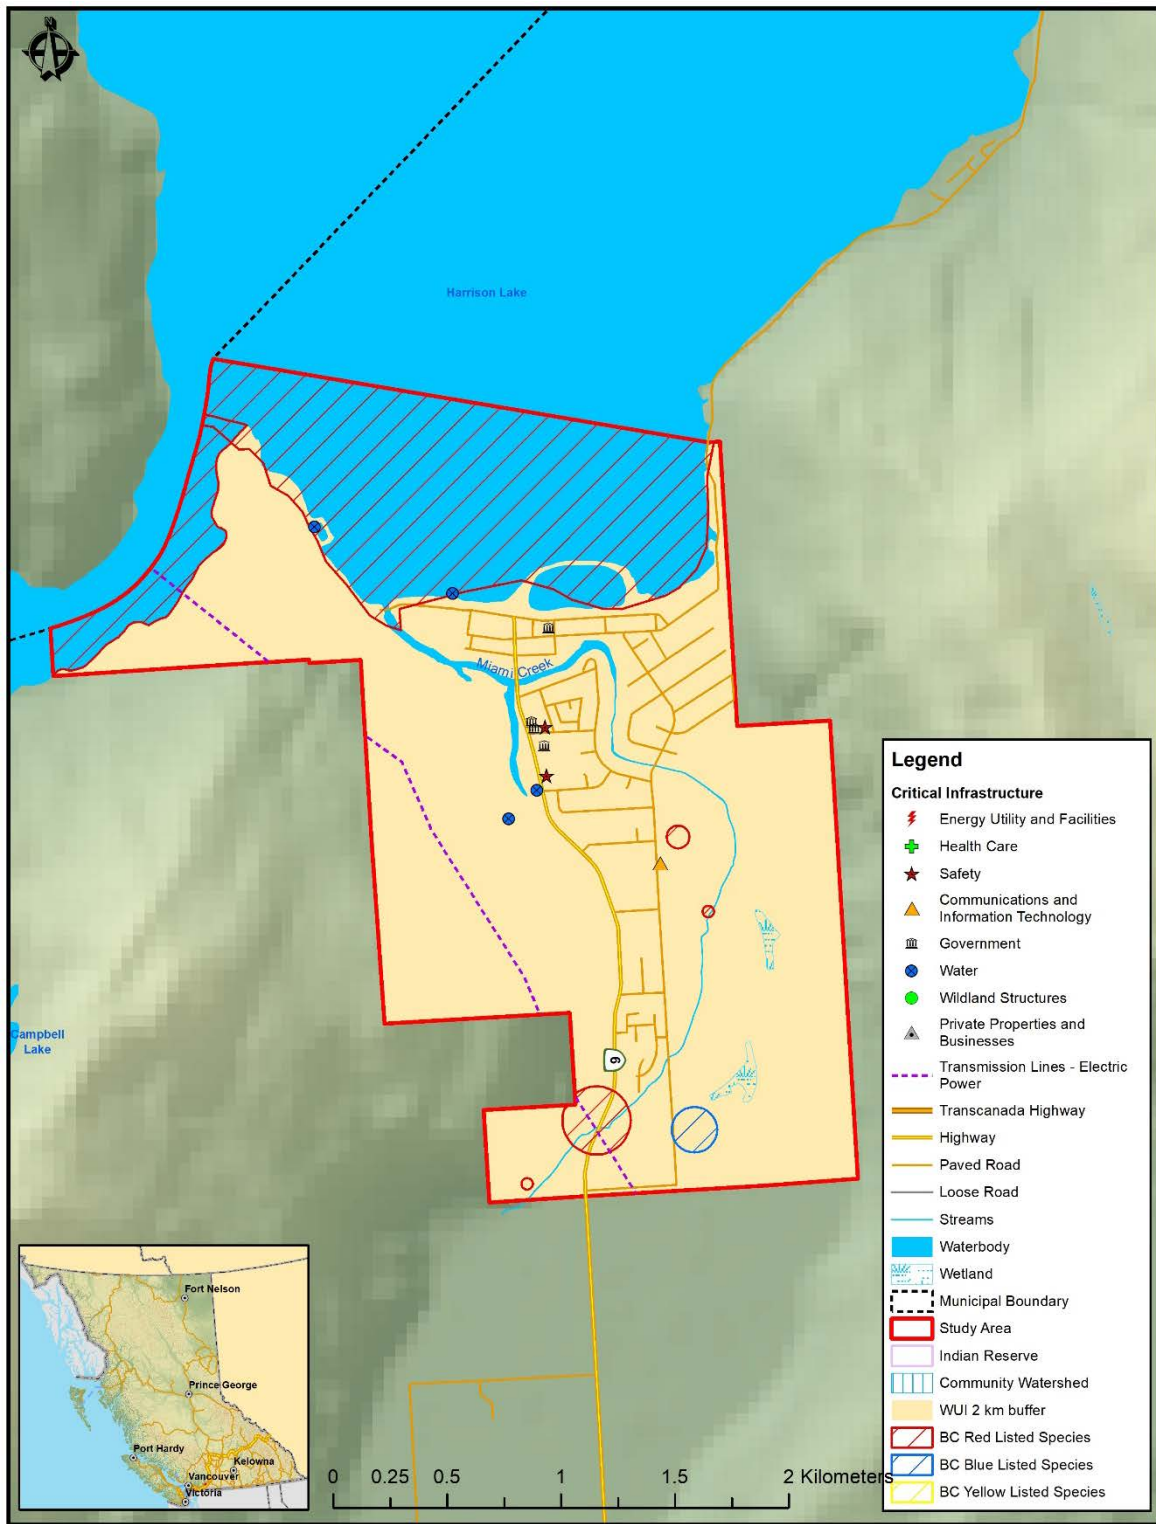 N
Harrison Lake
Miami Creek
Campbell
Lake
9
Legend
Critical Infrastructure
Energy Utility and Facilities
Health Care
Safety
Communications and
Information Technology
Government
Water
Wildland Structures
Private Properties and
Businesses
Transmission Lines - Electric
Power
Transcanada Highway
Highway
Paved Road
Loose Road
Streams
Waterbody
Wetland
Municipal Boundary
Study Area
Indian Reserve
Community Watershed
WUI 2 km buffer
BC Red Listed Species
BC Blue Listed Species
BC Yellow Listed Species
Fort Nelson
Prince George
Port Hardy
Kelowna
Vancouver
Victoria
0 0.25 0.5 1 1.5 2 Kilometers